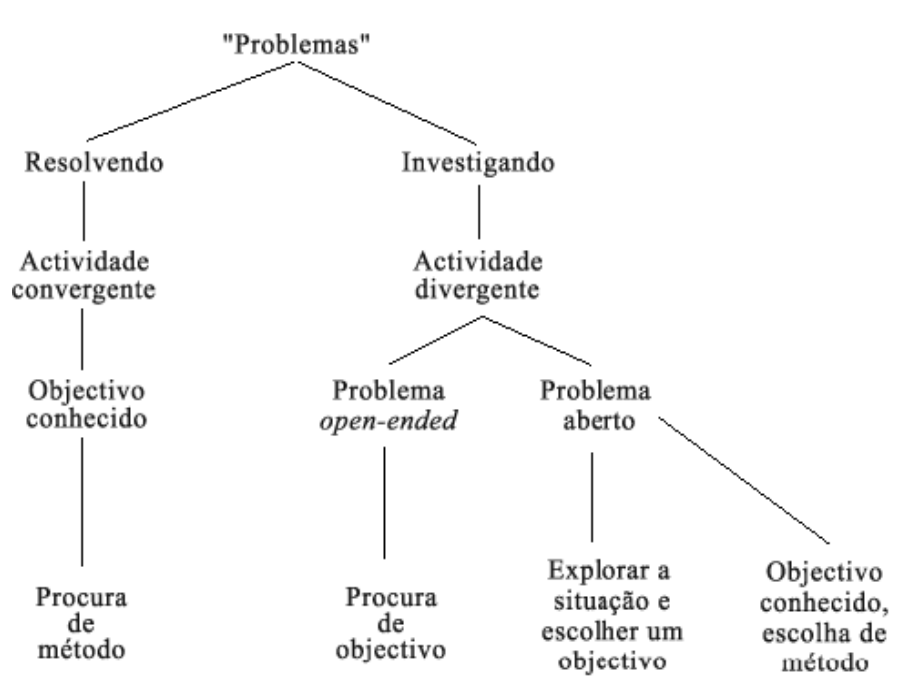 "Problemas"
Resolvendo
Investigando
Actividade
convergente
Actividade
divergente
Objectivo
conhecido
Problema
open-ended
Problema
aberto
Procura
de
método
Procura
de
objectivo
Explorar a
situação e
escolher um
objectivo
Objectivo
conhecido,
escolha de
método